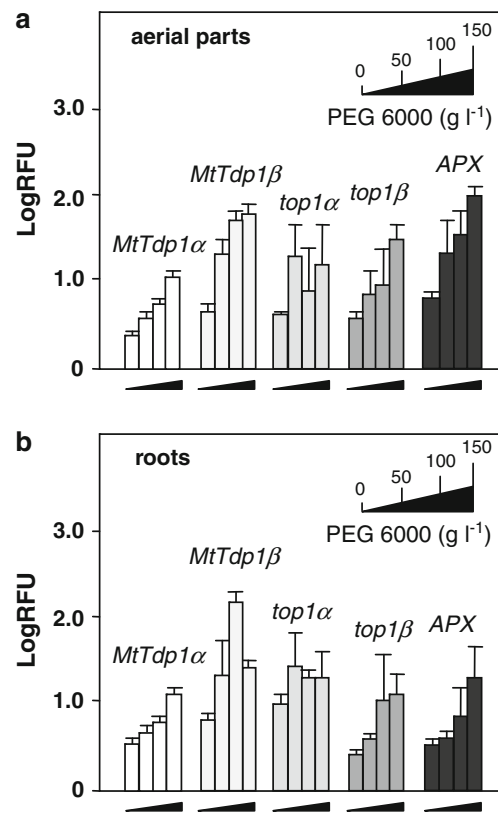 a
aerial parts
0 50 100 150
PEG 6000 (g l⁻¹)
LogRFU
3.0
2.0
1.0
0
MtTdp1α
MtTdp1β
top1α
top1β
APX
b
roots
0 50 100 150
PEG 6000 (g l⁻¹)
LogRFU
3.0
2.0
1.0
0
MtTdp1α
MtTdp1β
top1α
top1β
APX